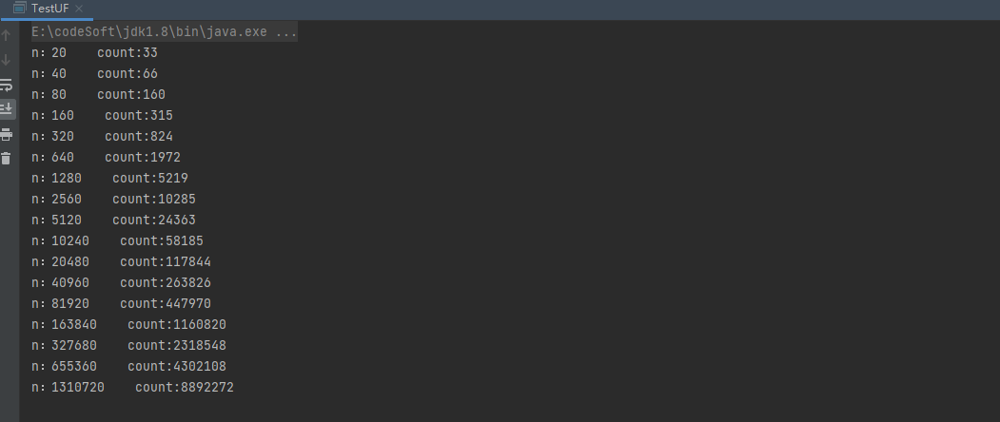 TestUF
E:\codeSoft\jdk1.8\bin\java.exe ...
n：20    count:33
n：40    count:66
n：80    count:160
n：160    count:315
n：320    count:824
n：640    count:1972
n：1280    count:5219
n：2560    count:10285
n：5120    count:24363
n：10240    count:58185
n：20480    count:117844
n：40960    count:263826
n：81920    count:447970
n：163840    count:1160820
n：327680    count:2318548
n：655360    count:4302108
n：1310720    count:8892272